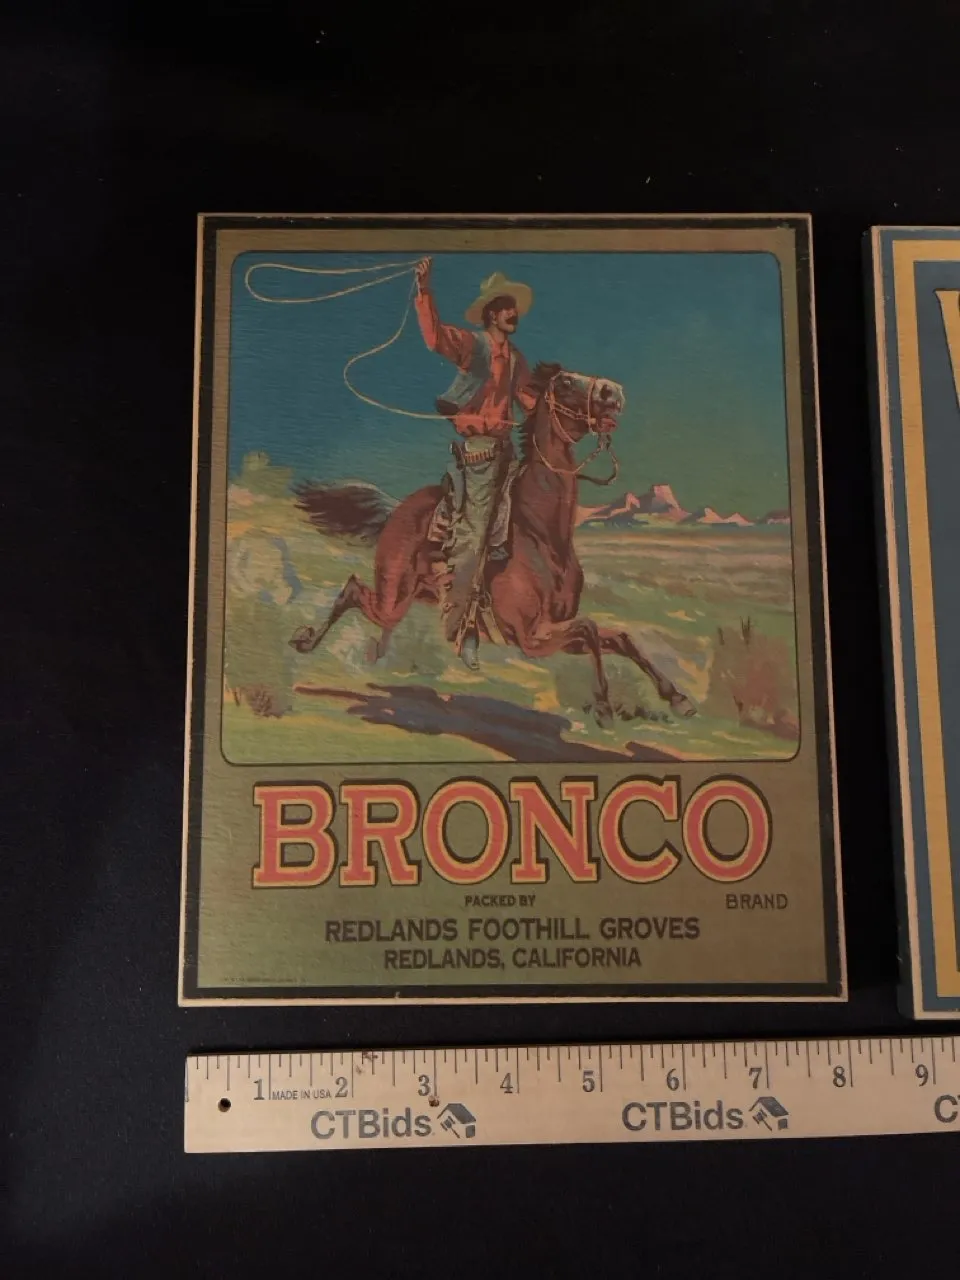 BRONCO
BRAND
PACKED BY
REDLANDS FOOTHILL GROVES
REDLANDS, CALIFORNIA
1 MADE IN USA 2 3 4 5 6 7 8 9
CTBids CTBids C